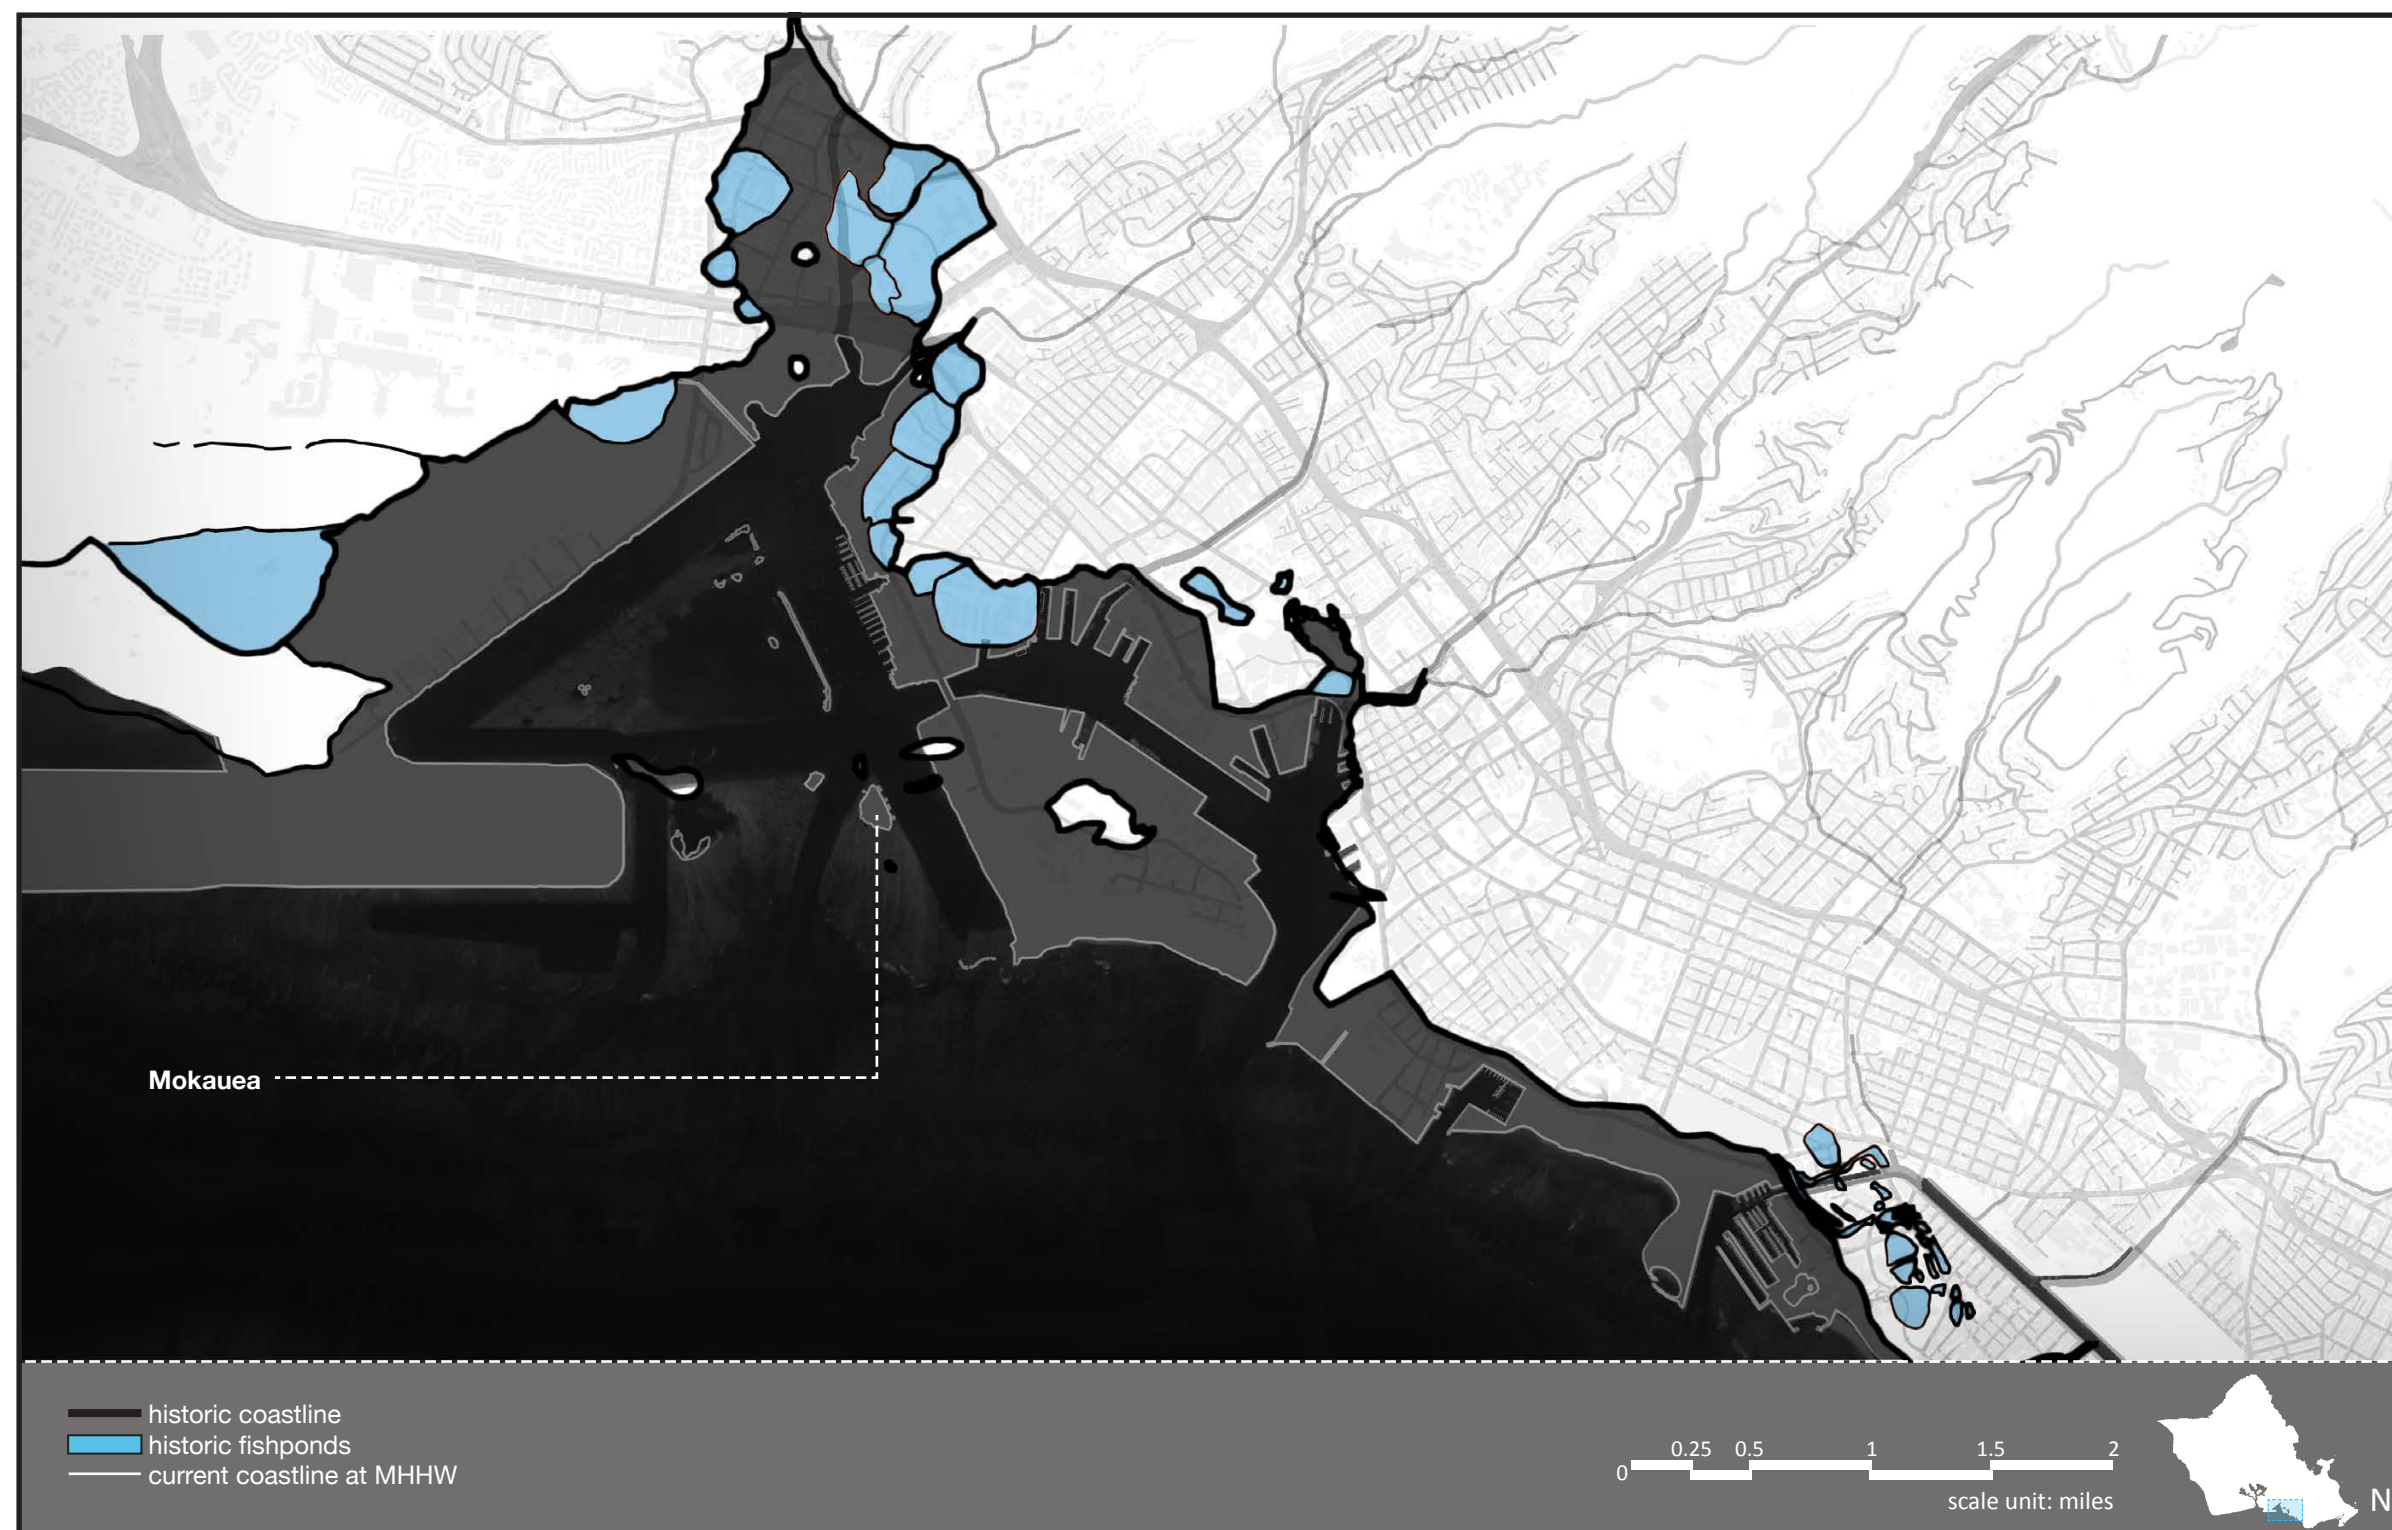 Mokauea
historic coastline
historic fishponds
current coastline at MHHW
0 0.25 0.5 1 1.5 2
scale unit: miles
N